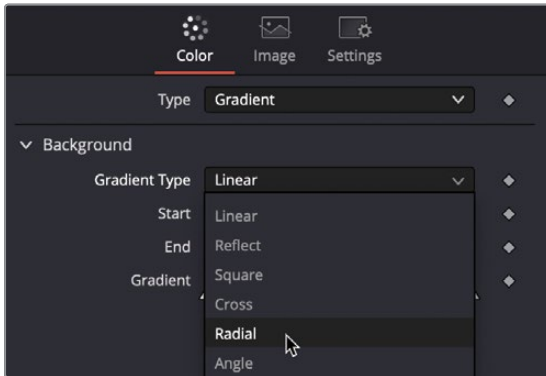 Color Image Settings
Type Gradient
Background
Gradient Type Linear
Start Linear
End Reflect
Gradient Square
Cross
Radial
Angle